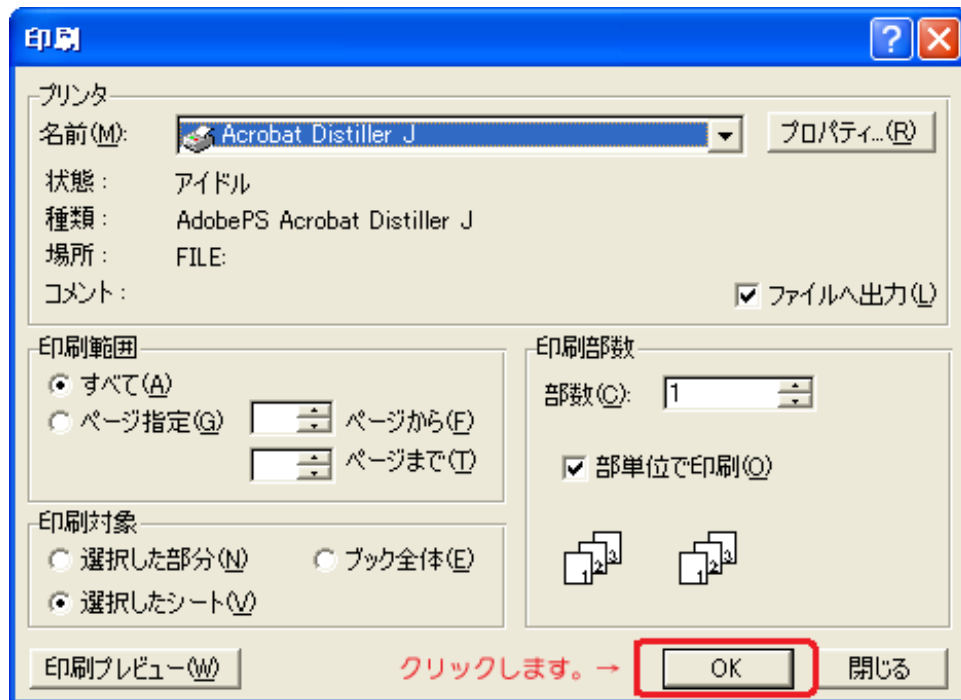 印刷
プリンタ
名前(M): Acrobat Distiller J プロパティ...(R)
状態： アイドル
種類： AdobePS Acrobat Distiller J
場所： FILE:
コメント： ファイルへ出力(L)
印刷範囲
すべて(A)
ページ指定(G) ページから(F)
ページまで(T)
印刷部数
部数(C): 1
部単位で印刷(O)
1 2 3 1 2 3
印刷対象
選択した部分(N) ブック全体(E)
選択したシート(V)
印刷プレビュー(W) クリックします。→ OK 閉じる